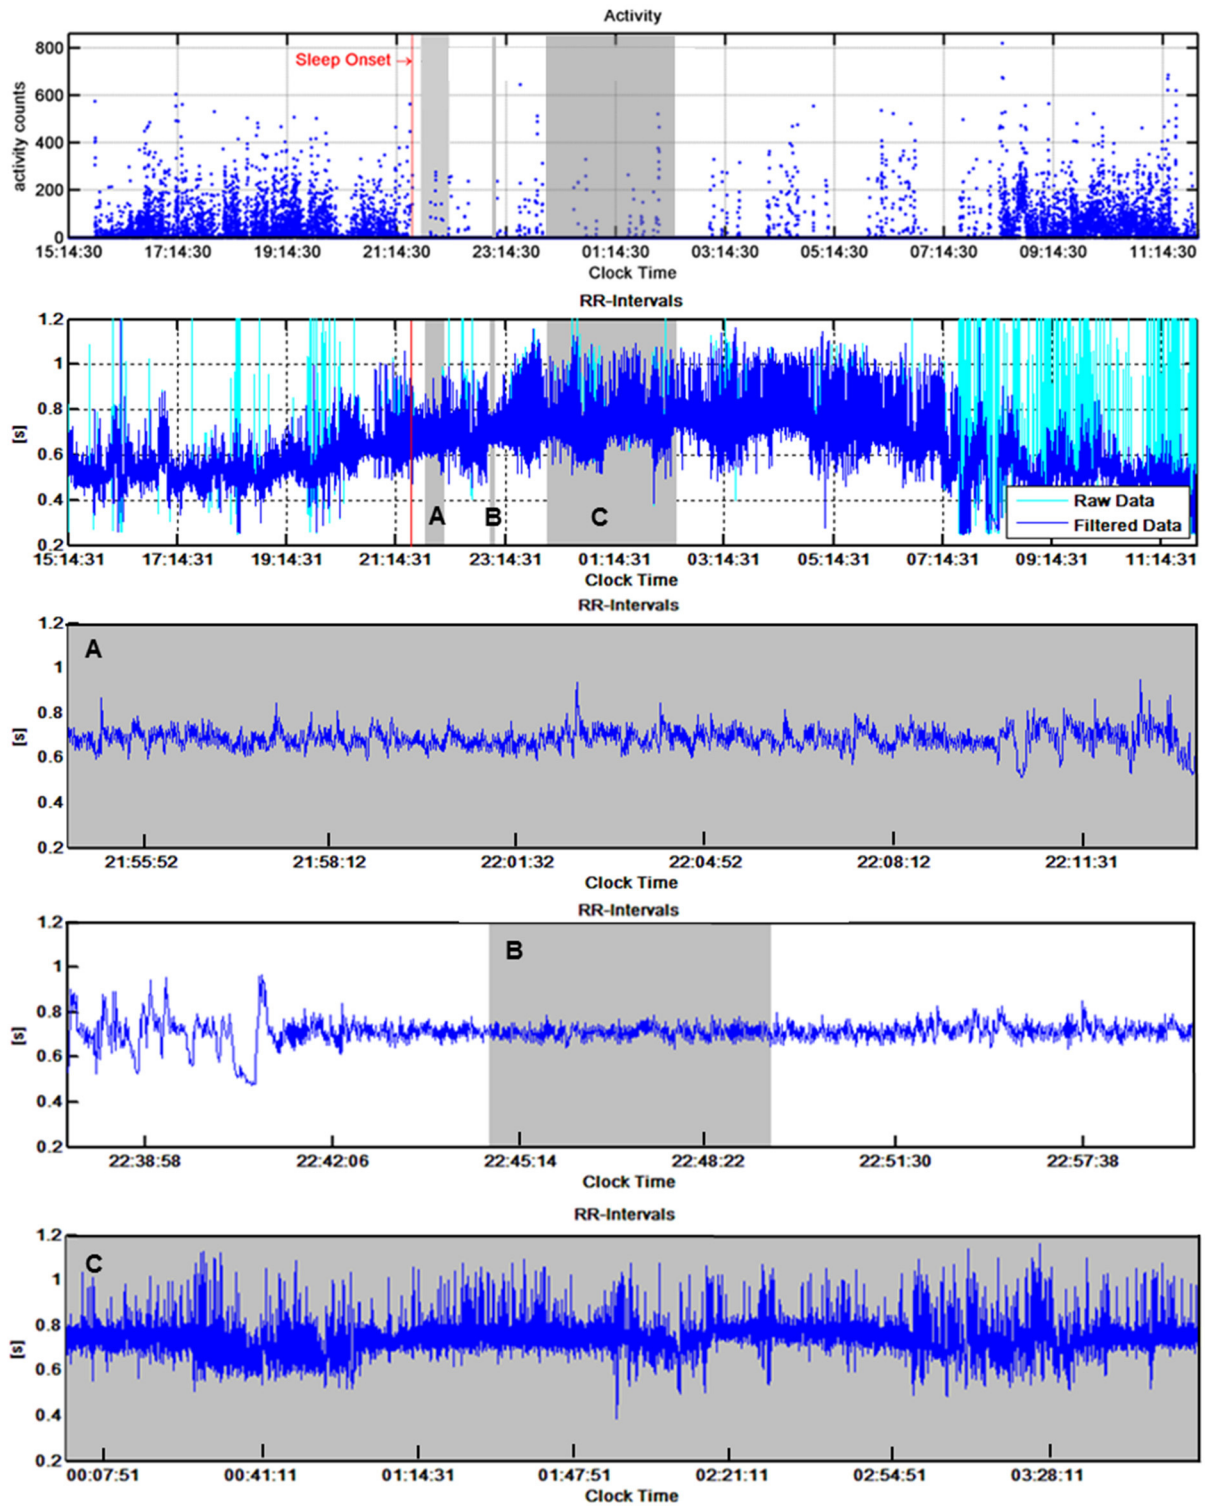 Activity
800
600
400
200
0
activity counts
Sleep Onset →
15:14:30 17:14:30 19:14:30 21:14:30 23:14:30 01:14:30 03:14:30 05:14:30 07:14:30 09:14:30 11:14:30
Clock Time
RR-Intervals
1.2
1
0.8
0.6
0.4
0.2
[s]
A B C
Raw Data
Filtered Data
15:14:31 17:14:31 19:14:31 21:14:31 23:14:31 01:14:31 03:14:31 05:14:31 07:14:31 09:14:31 11:14:31
Clock Time
RR-Intervals
1.2
1
0.8
0.6
0.4
0.2
[s]
A
21:55:52 21:58:12 22:01:32 22:04:52 22:08:12 22:11:31
Clock Time
RR-Intervals
1.2
1
0.8
0.6
0.4
0.2
[s]
B
22:38:58 22:42:06 22:45:14 22:48:22 22:51:30 22:57:38
Clock Time
RR-Intervals
1.2
1
0.8
0.6
0.4
0.2
[s]
C
00:07:51 00:41:11 01:14:31 01:47:51 02:21:11 02:54:51 03:28:11
Clock Time